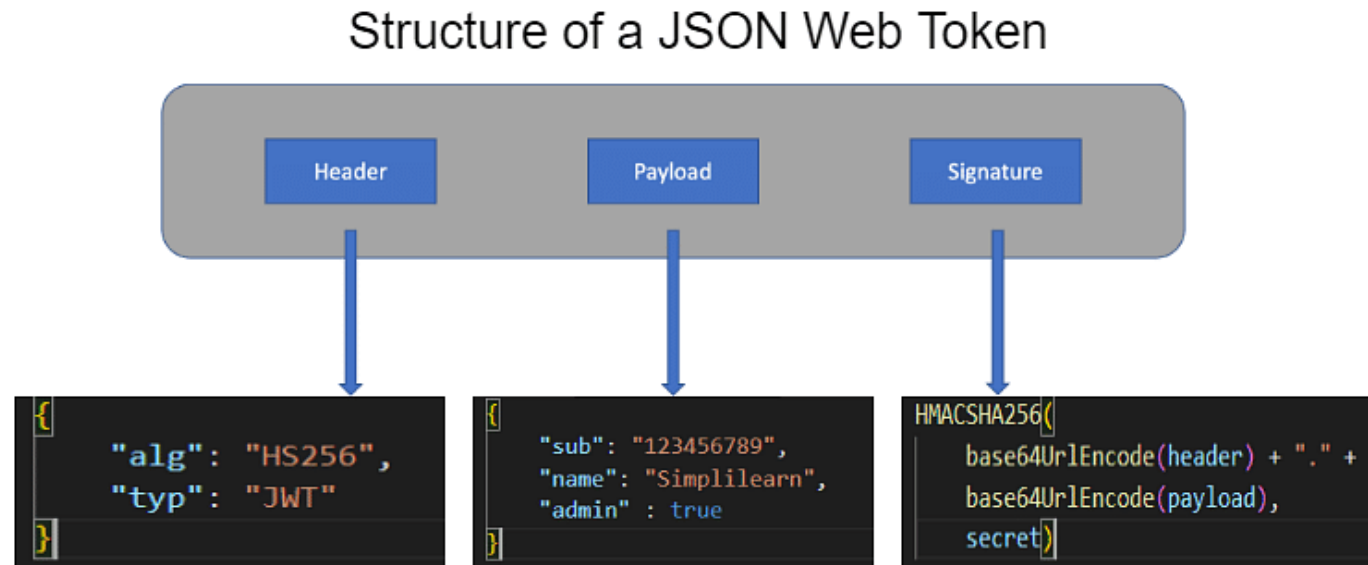 Structure of a JSON Web Token
Header
Payload
Signature
{
"alg": "HS256",
"typ": "JWT"
}
{
"sub": "123456789",
"name": "Simplilearn",
"admin" : true
}
HMACSHA256(
base64UrlEncode(header) + "." +
base64UrlEncode(payload),
secret)